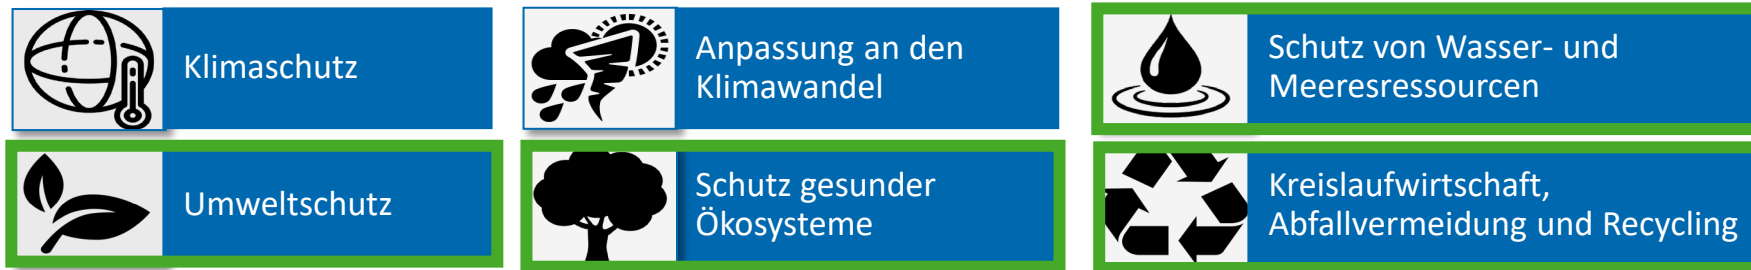 Klimaschutz
Anpassung an den
Klimawandel
Schutz von Wasser- und
Meeresressourcen
Umweltschutz
Schutz gesunder
Ökosysteme
Kreislaufwirtschaft,
Abfallvermeidung und Recycling